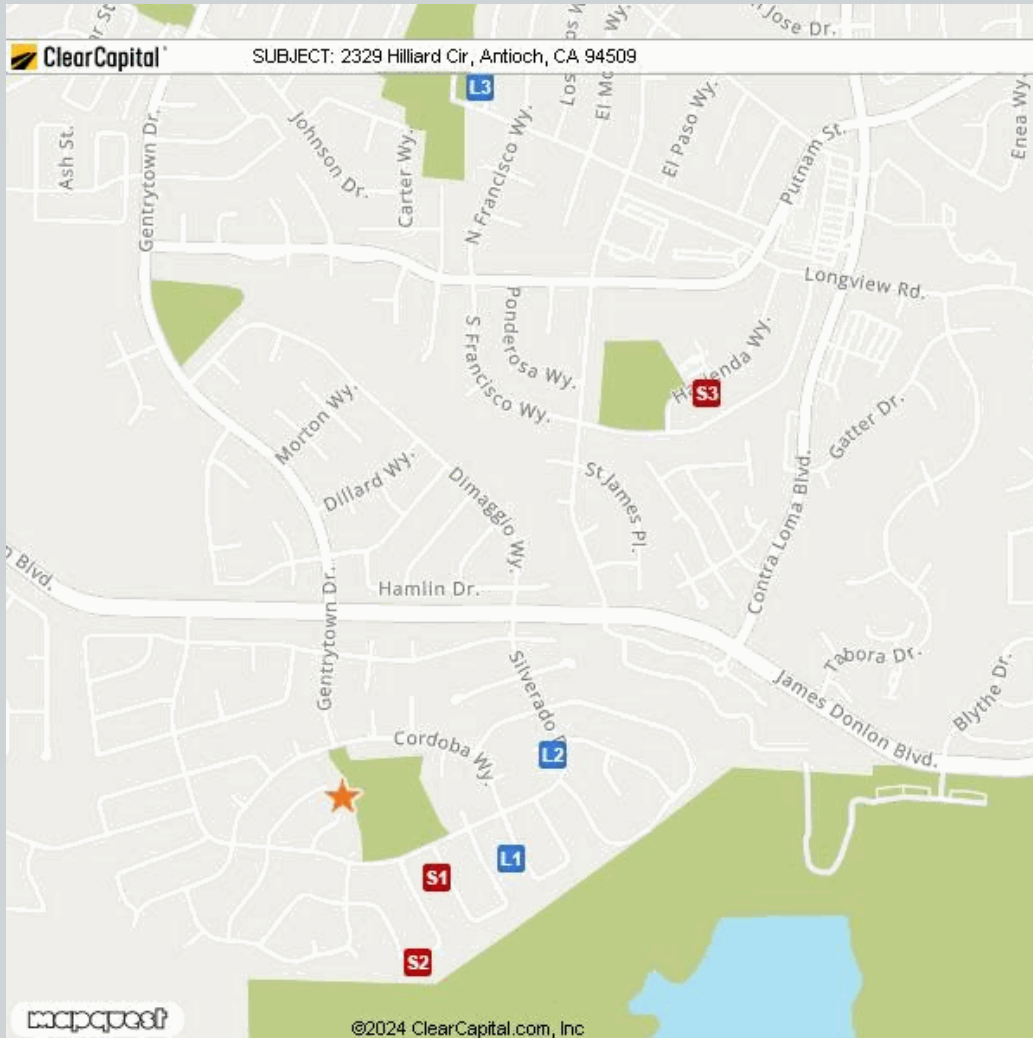 n Jose Dr.
ClearCapital
SUBJECT: 2329 Hilliard Cir, Antioch, CA 94509
L3
Ash St.
Gentrytown Dr.
Johnson Dr.
Carter Wy.
N Francisco Wy.
El Paso Wy.
Putnam St.
Enea Wy.
Longview Rd.
Ponderosa Wy.
S Francisco Wy.
S3
Gatter Dr.
Morton Wy.
Dillard Wy.
Dimaggio Wy.
St James Pl.
Contra Loma Blvd.
Blvd.
Hamlin Dr.
Gentrytown Dr.
Silverado
Tabora Dr.
Blythe Dr.
James Donlon Blvd.
Cordoba Wy.
L2
L1
S1
S2
mapquest
©2024 ClearCapital.com, Inc